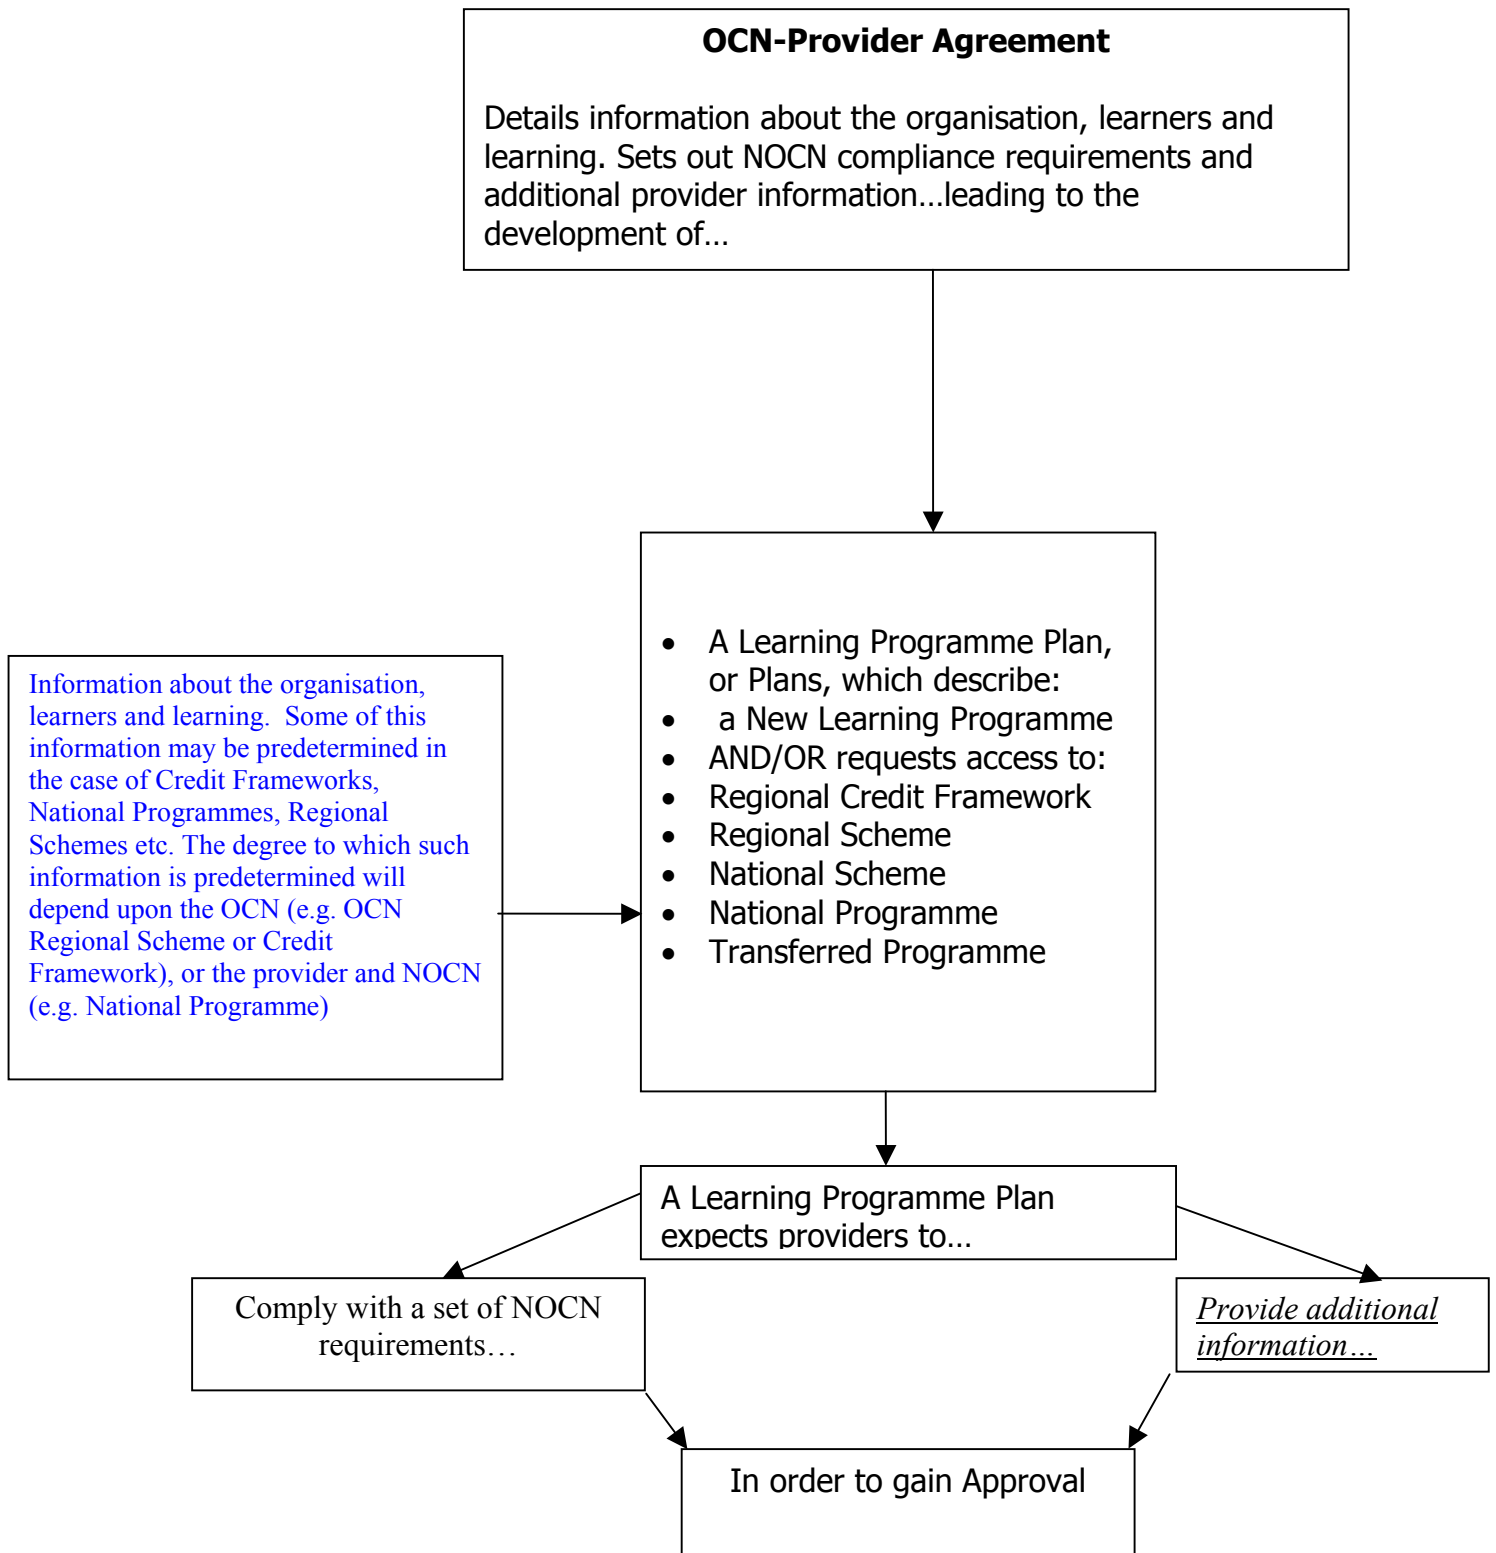 OCN-Provider Agreement
Details information about the organisation, learners and
learning. Sets out NOCN compliance requirements and
additional provider information…leading to the
development of…
Information about the organisation,
learners and learning.  Some of this
information may be predetermined in
the case of Credit Frameworks,
National Programmes, Regional
Schemes etc. The degree to which such
information is predetermined will
depend upon the OCN (e.g. OCN
Regional Scheme or Credit
Framework), or the provider and NOCN
(e.g. National Programme)
• A Learning Programme Plan,
or Plans, which describe:
• a New Learning Programme
• AND/OR requests access to:
• Regional Credit Framework
• Regional Scheme
• National Scheme
• National Programme
• Transferred Programme
A Learning Programme Plan
expects providers to…
Comply with a set of NOCN
requirements…
Provide additional
information…
In order to gain Approval